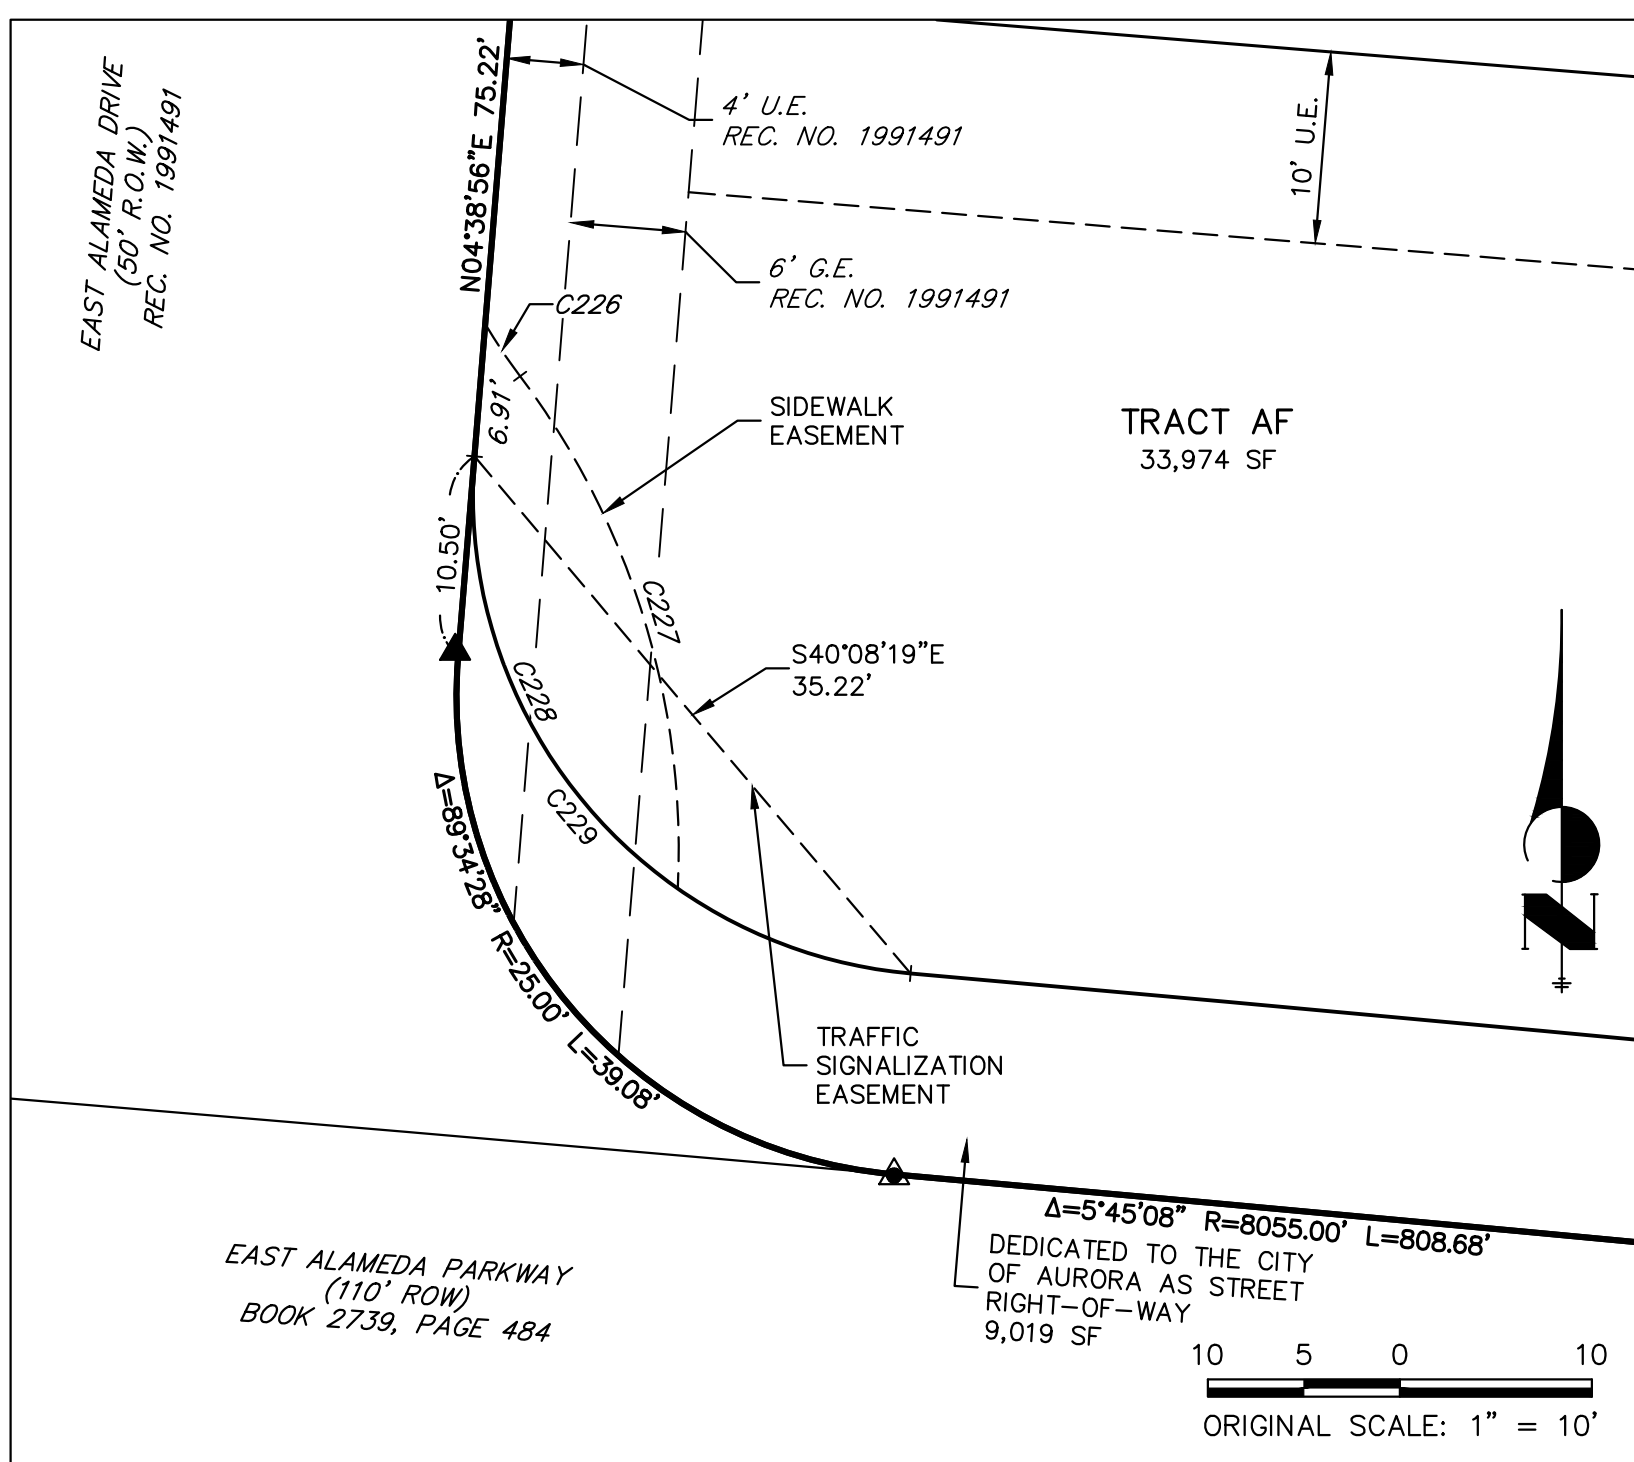 EAST ALAMEDA DRIVE
(50' R.O.W.)
REC. NO. 1991491
N04°38'56"E 75.22'
4' U.E.
REC. NO. 1991491
10' U.E.
6' G.E.
REC. NO. 1991491
C226
6.91'
SIDEWALK
EASEMENT
TRACT AF
33,974 SF
10.50'
C227
S40°08'19"E
35.22'
C228
C229
Δ=89°34'28" R=25.00' L=39.08'
N
TRAFFIC
SIGNALIZATION
EASEMENT
Δ=5°45'08" R=8055.00' L=808.68'
DEDICATED TO THE CITY
OF AURORA AS STREET
RIGHT-OF-WAY
9,019 SF
EAST ALAMEDA PARKWAY
(110' ROW)
BOOK 2739, PAGE 484
10 5 0 10
ORIGINAL SCALE: 1" = 10'